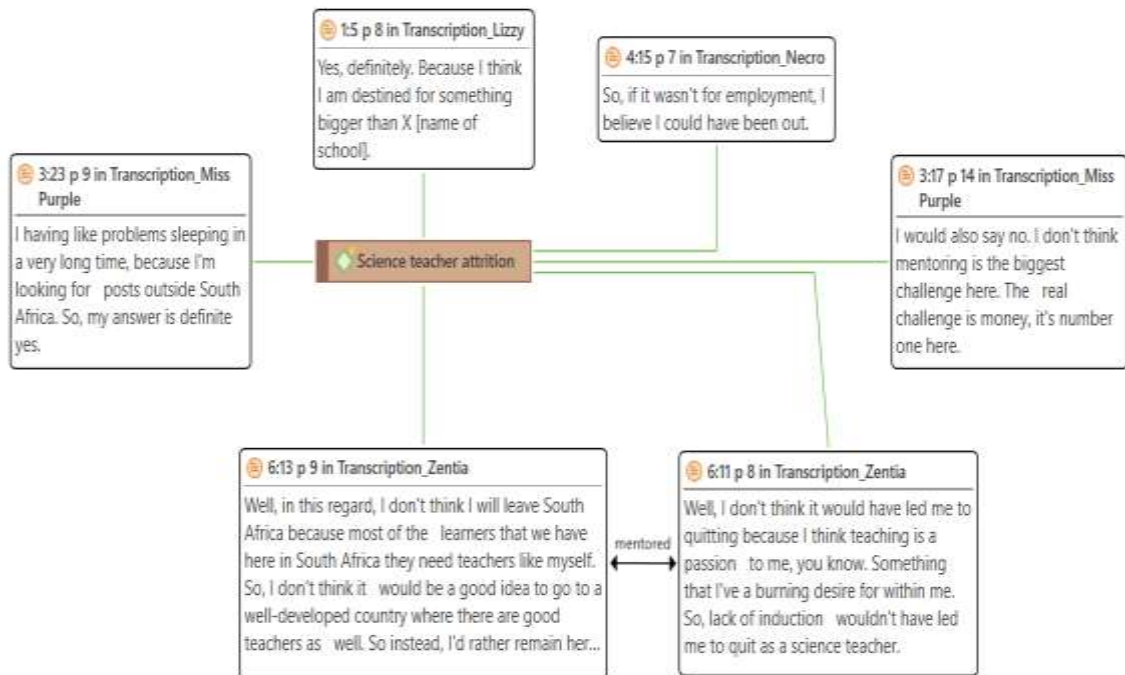 1:5 p 8 in Transcription_Lizzy
Yes, definitely. Because I think
I am destined for something
bigger than X [name of
school].
4:15 p 7 in Transcription_Necro
So, if it wasn't for employment, I
believe I could have been out.
3:23 p 9 in Transcription_Miss
Purple
I having like problems sleeping in
a very long time, because I'm
looking for posts outside South
Africa. So, my answer is definite
yes.
Science teacher attrition
3:17 p 14 in Transcription_Miss
Purple
I would also say no. I don't think
mentoring is the biggest
challenge here. The real
challenge is money, it's number
one here.
6:13 p 9 in Transcription_Zentia
Well, in this regard, I don't think I will leave South
Africa because most of the learners that we have
here in South Africa they need teachers like myself.
So, I don't think it would be a good idea to go to a
well-developed country where there are good
teachers as well. So instead, I'd rather remain her...
mentored
6:11 p 8 in Transcription_Zentia
Well, I don't think it would have led me to
quitting because I think teaching is a
passion to me, you know. Something
that I've a burning desire for within me.
So, lack of induction wouldn't have led
me to quit as a science teacher.